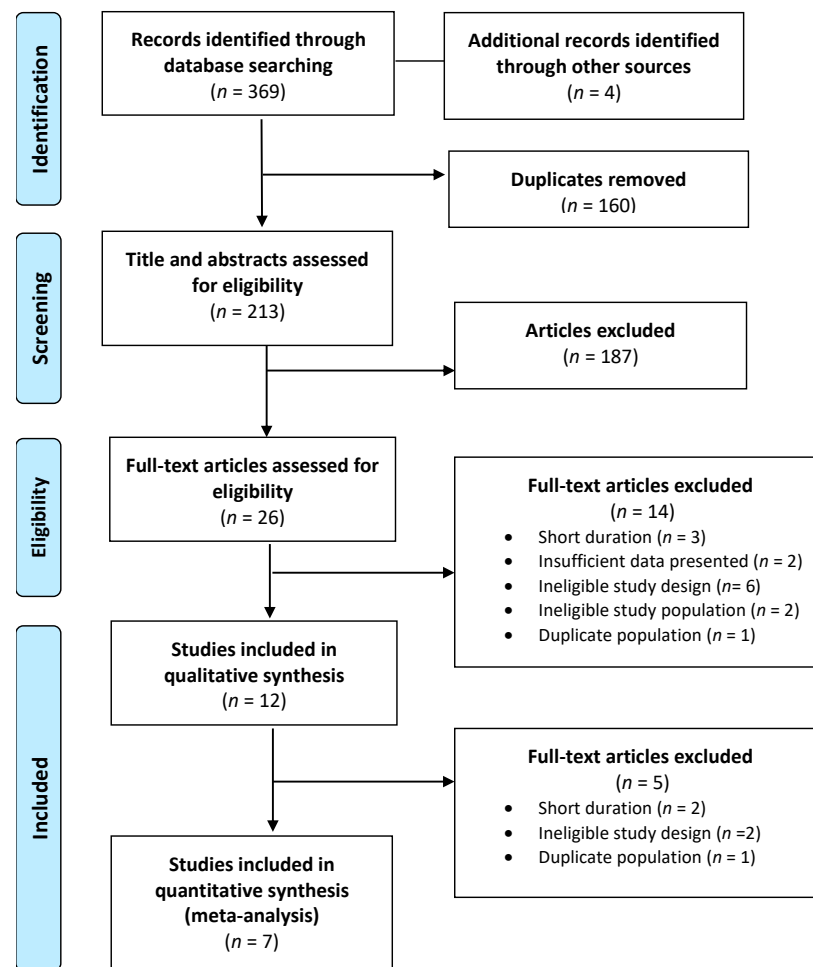 Identification
Records identified through
database searching
(n = 369)
Additional records identified
through other sources
(n = 4)
Duplicates removed
(n = 160)
Screening
Title and abstracts assessed
for eligibility
(n = 213)
Articles excluded
(n = 187)
Eligibility
Full-text articles assessed for
eligibility
(n = 26)
Full-text articles excluded
(n = 14)
• Short duration (n = 3)
• Insufficient data presented (n = 2)
• Ineligible study design (n= 6)
• Ineligible study population (n = 2)
• Duplicate population (n = 1)
Included
Studies included in
qualitative synthesis
(n = 12)
Full-text articles excluded
(n = 5)
• Short duration (n = 2)
• Ineligible study design (n =2)
• Duplicate population (n = 1)
Studies included in
quantitative synthesis
(meta-analysis)
(n = 7)